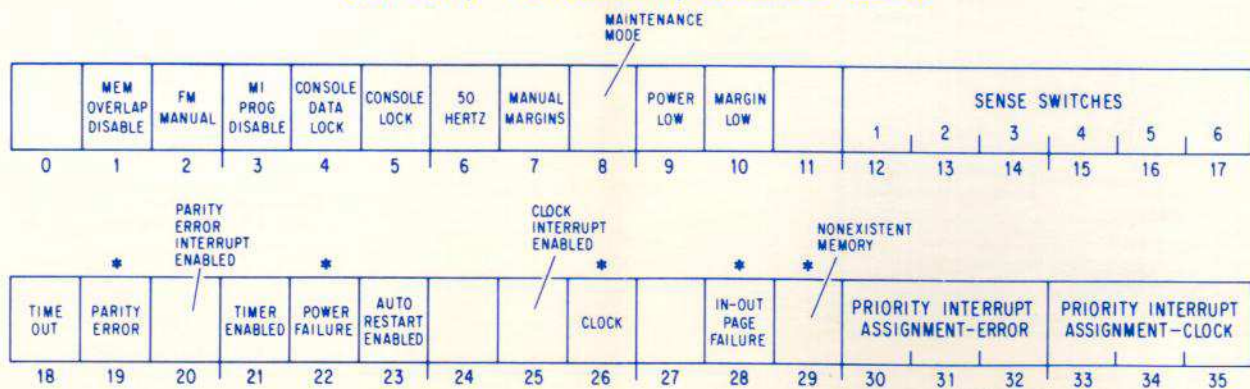 MAINTENANCE
MODE
MEM OVERLAP DISABLE
FM MANUAL
MI PROG DISABLE
CONSOLE DATA LOCK
CONSOLE LOCK
50 HERTZ
MANUAL MARGINS
POWER LOW
MARGIN LOW
SENSE SWITCHES
1 2 3 4 5 6
0 1 2 3 4 5 6 7 8 9 10 11 12 13 14 15 16 17
PARITY
ERROR
INTERRUPT
ENABLED
CLOCK
INTERRUPT
ENABLED
NONEXISTENT
MEMORY
* * * * *
TIME OUT
PARITY ERROR
TIMER ENABLED
POWER FAILURE
AUTO RESTART ENABLED
CLOCK
IN-OUT PAGE FAILURE
PRIORITY INTERRUPT
ASSIGNMENT-ERROR
PRIORITY INTERRUPT
ASSIGNMENT-CLOCK
18 19 20 21 22 23 24 25 26 27 28 29 30 31 32 33 34 35